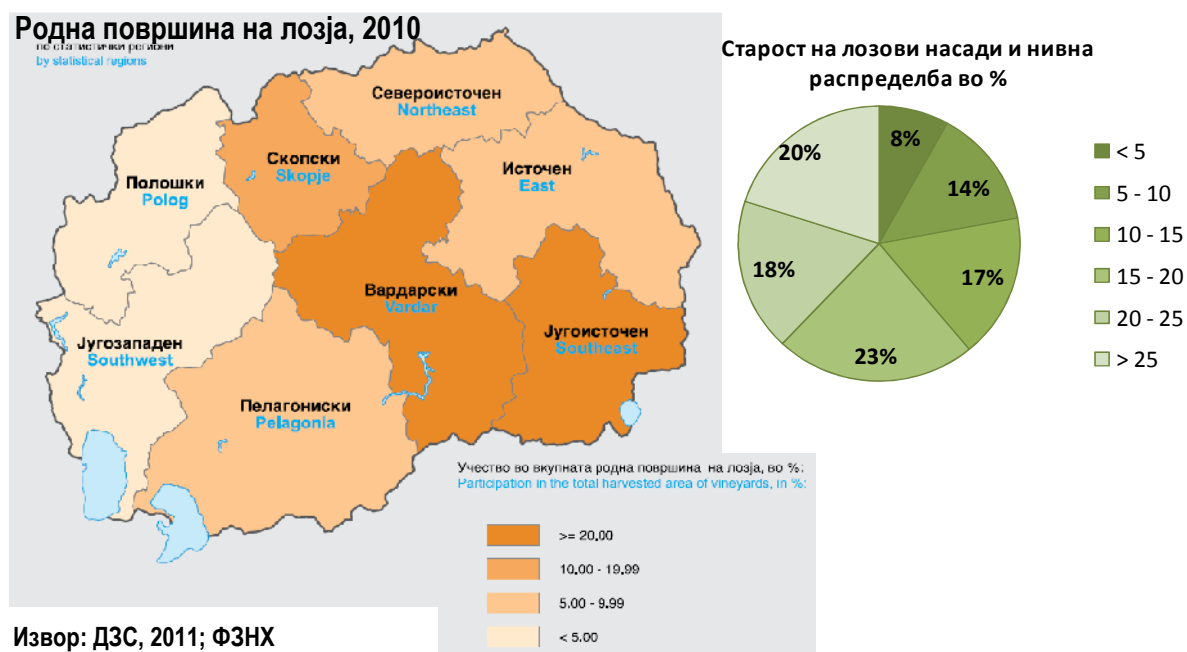 Родна површина на лозја, 2010
по статистички региони
by statistical regions
Североисточен
Northeast
Скопски
Skopje
Источен
East
Полошки
Polog
Вардарски
Vardar
Југоисточен
Southeast
Југозападен
Southwest
Пелагониски
Pelagonia
Учество во вкупната родна површина на лозја, во %:
Participation in the total harvested area of vineyards, in %:
>= 20.00
10.00 - 19.99
5.00 - 9.99
< 5.00
Извор: ДЗС, 2011; ФЗНХ
Старост на лозови насади и нивна
распределба во %
8%
14%
17%
23%
18%
20%
< 5
5 - 10
10 - 15
15 - 20
20 - 25
> 25